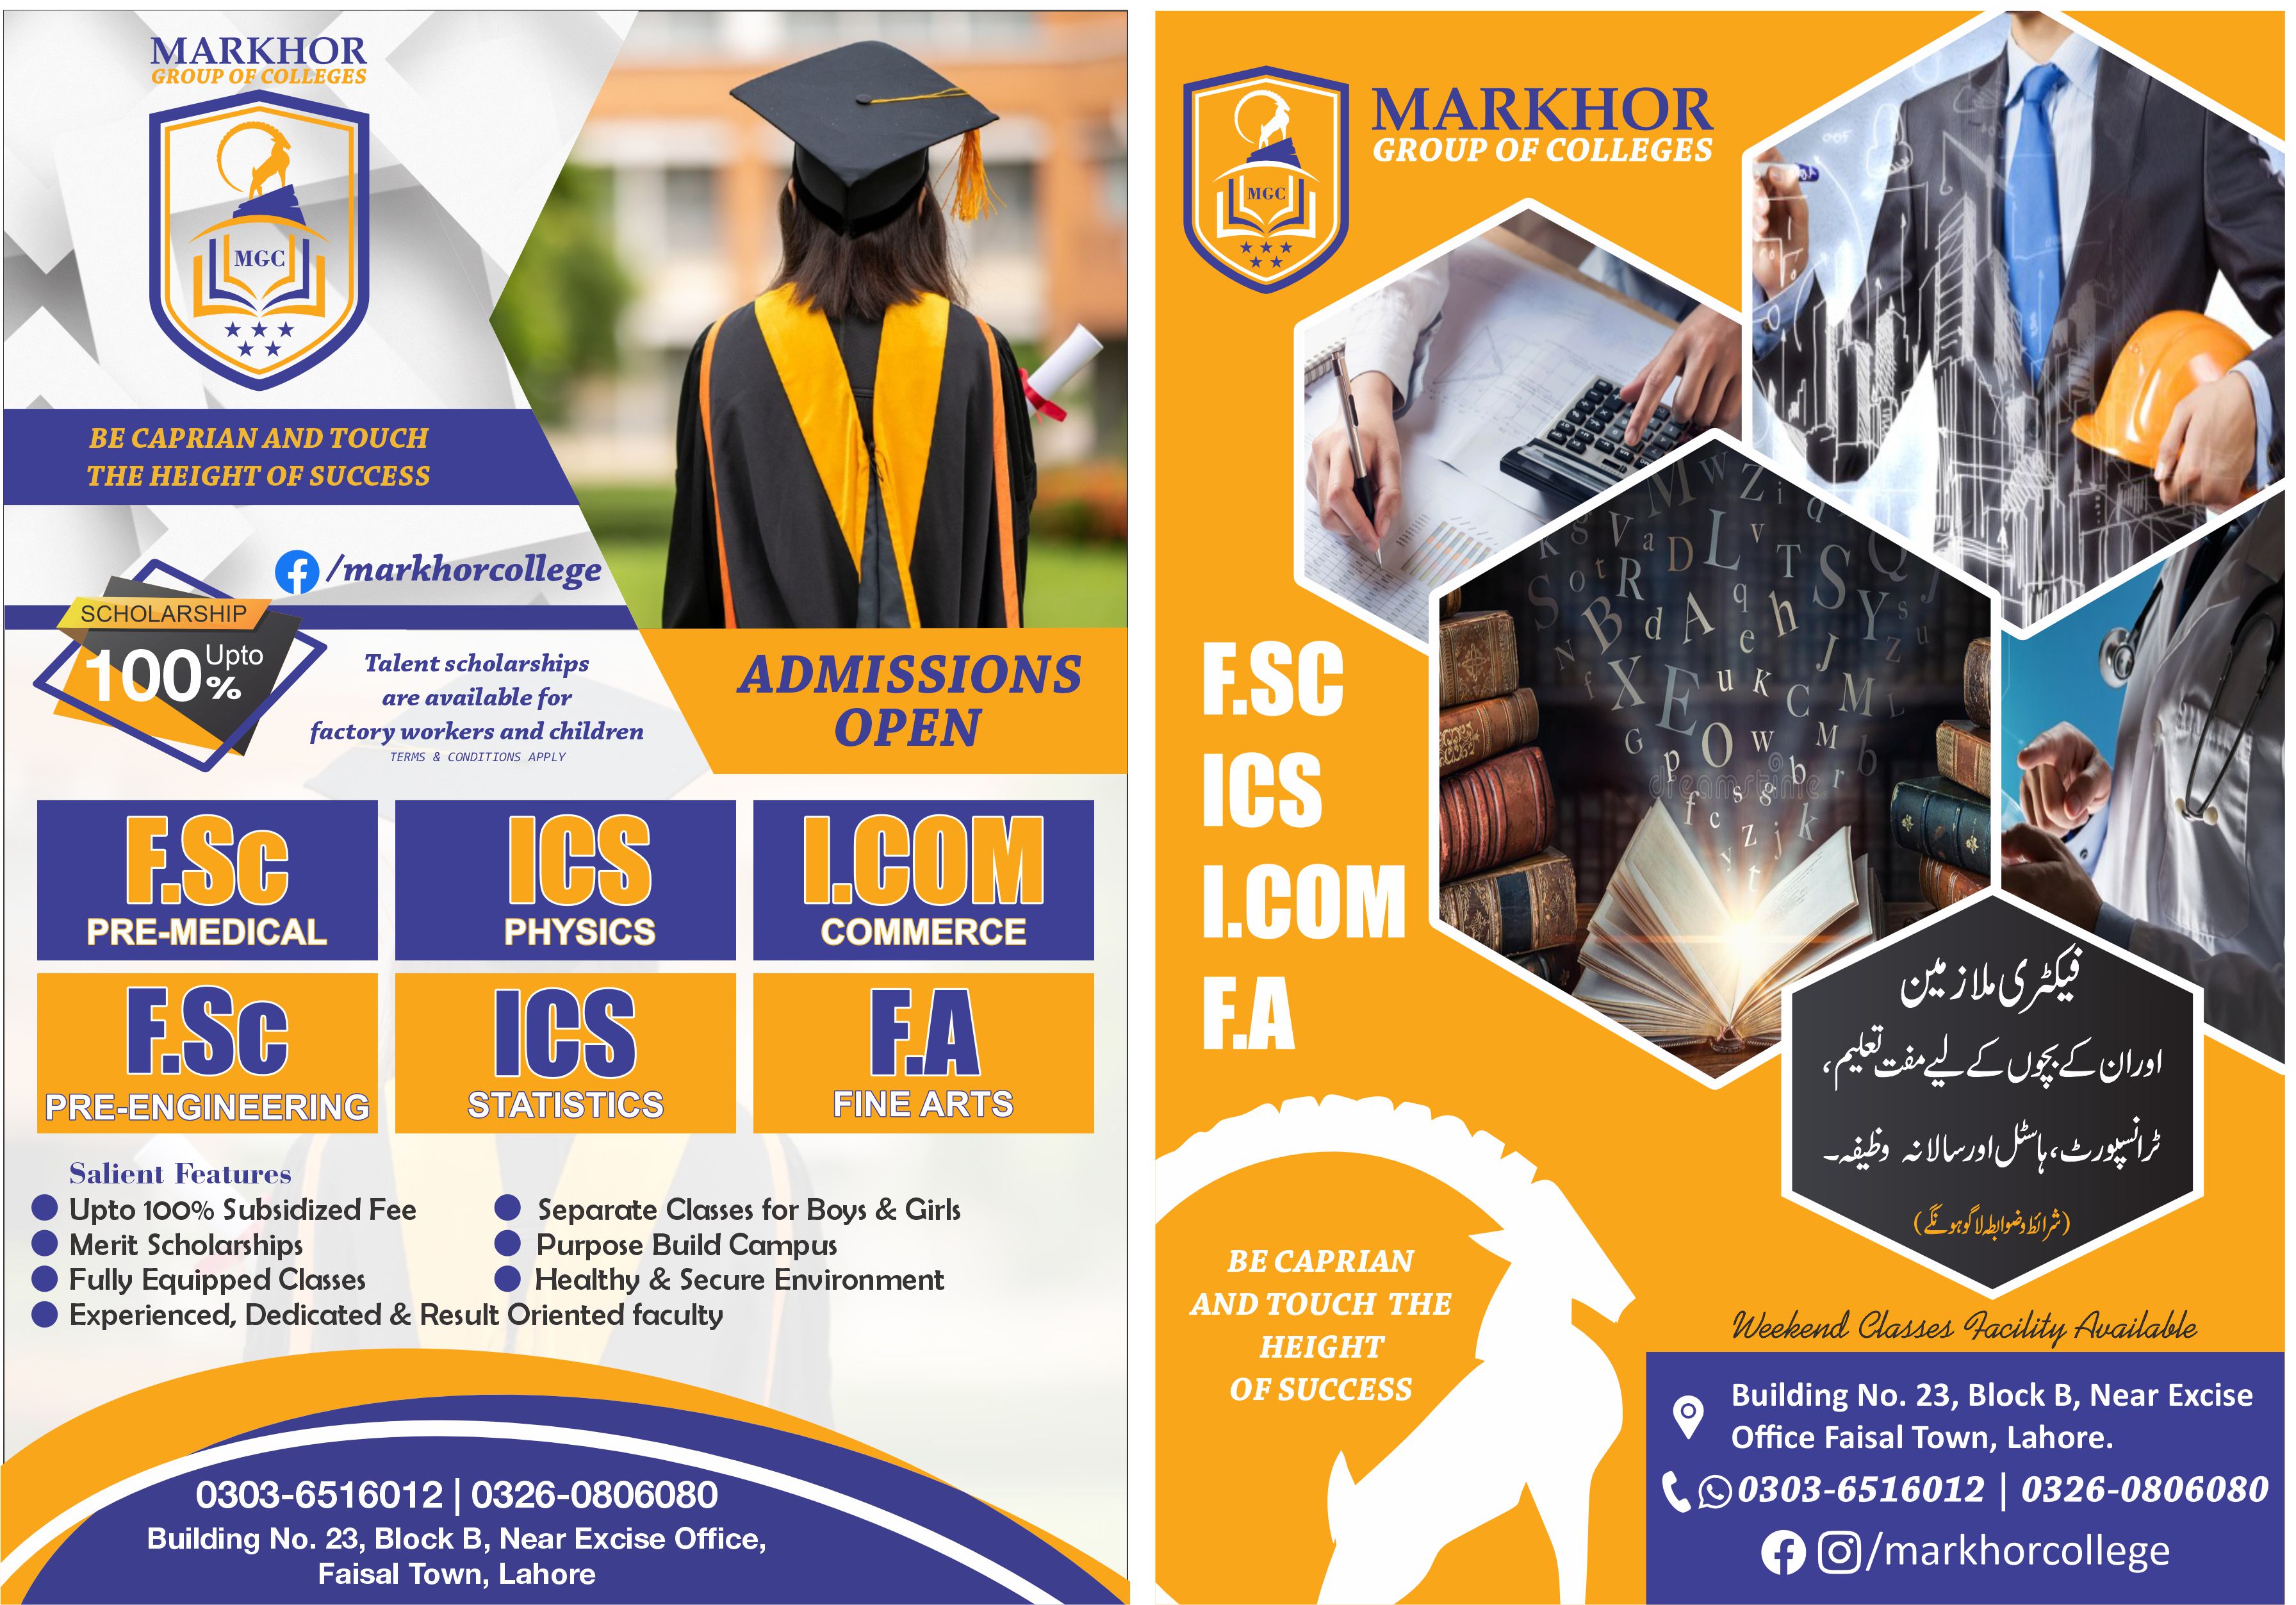 MARKHOR
GROUP OF COLLEGES
MGC
BE CAPRIAN AND TOUCH
THE HEIGHT OF SUCCESS
/markhorcollege
SCHOLARSHIP
Upto
100%
Talent scholarships
are available for
factory workers and children
TERMS & CONDITIONS APPLY
ADMISSIONS
OPEN
F.Sc
PRE-MEDICAL
ICS
PHYSICS
I.COM
COMMERCE
F.Sc
PRE-ENGINEERING
ICS
STATISTICS
F.A
FINE ARTS
Salient Features
Upto 100% Subsidized Fee
Merit Scholarships
Fully Equipped Classes
Experienced, Dedicated & Result Oriented faculty
Separate Classes for Boys & Girls
Purpose Build Campus
Healthy & Secure Environment
0303-6516012 | 0326-0806080
Building No. 23, Block B, Near Excise Office,
Faisal Town, Lahore
MARKHOR
GROUP OF COLLEGES
MGC
F.SC
ICS
I.COM
F.A
dreamstime
فیکٹری ملازمین
اور ان کے بچوں کے لیے مفت تعلیم،
ٹرانسپورٹ، ہاسٹل اور سالانہ وظیفہ۔
(شرائط و ضوابط لاگو ہونگے)
BE CAPRIAN
AND TOUCH THE
HEIGHT
OF SUCCESS
Weekend Classes Facility Available
Building No. 23, Block B, Near Excise
Office Faisal Town, Lahore.
0303-6516012 | 0326-0806080
/markhorcollege